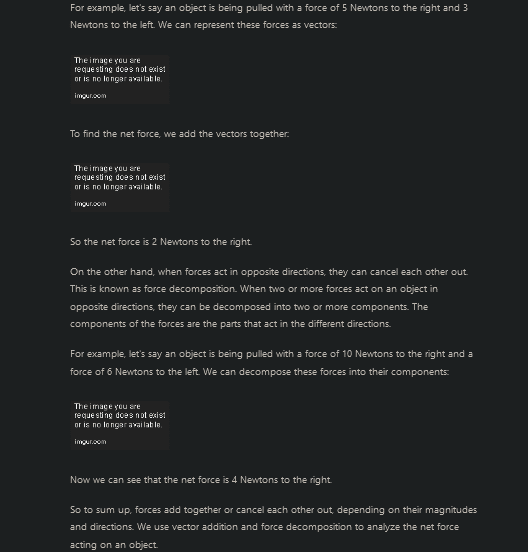 For example, let's say an object is being pulled with a force of 5 Newtons to the right and 3
Newtons to the left. We can represent these forces as vectors:
The image you are
requesting does not exist
or is no longer available.
imgur.com
To find the net force, we add the vectors together:
The image you are
requesting does not exist
or is no longer available.
imgur.com
So the net force is 2 Newtons to the right.
On the other hand, when forces act in opposite directions, they can cancel each other out.
This is known as force decomposition. When two or more forces act on an object in
opposite directions, they can be decomposed into two or more components. The
components of the forces are the parts that act in the different directions.
For example, let's say an object is being pulled with a force of 10 Newtons to the right and a
force of 6 Newtons to the left. We can decompose these forces into their components:
The image you are
requesting does not exist
or is no longer available.
imgur.com
Now we can see that the net force is 4 Newtons to the right.
So to sum up, forces add together or cancel each other out, depending on their magnitudes
and directions. We use vector addition and force decomposition to analyze the net force
acting on an object.